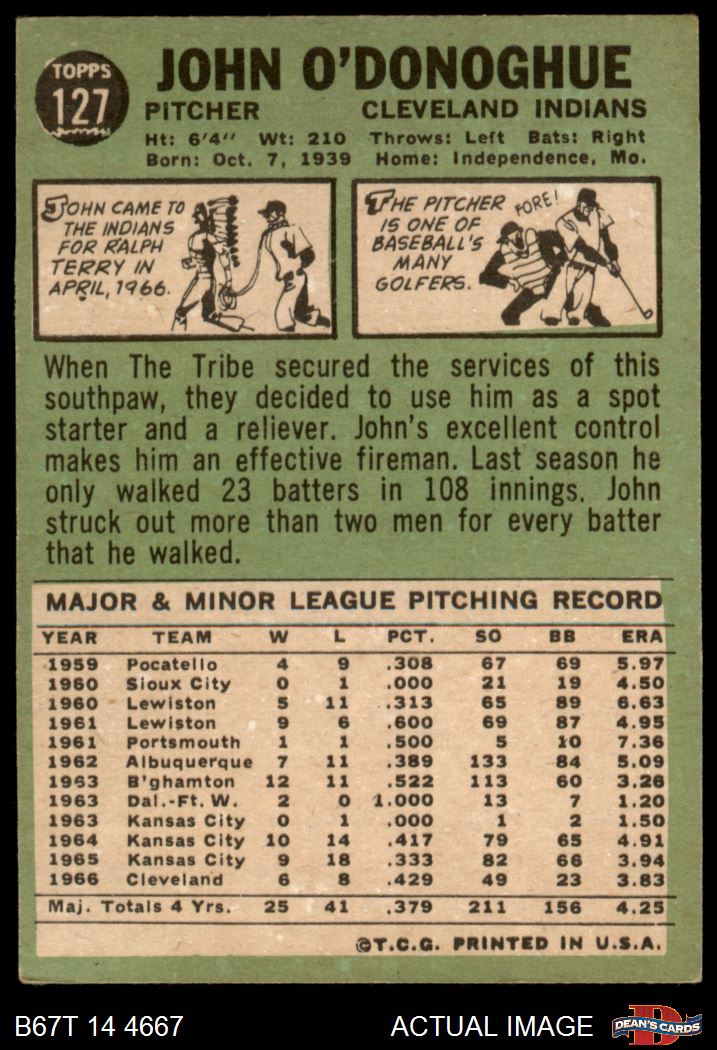 TOPPS
127
JOHN O'DONOGHUE
PITCHER CLEVELAND INDIANS
Ht: 6'4" Wt: 210 Throws: Left Bats: Right
Born: Oct. 7, 1939 Home: Independence, Mo.
JOHN CAME TO
THE INDIANS
FOR RALPH
TERRY IN
APRIL, 1966.
THE PITCHER
IS ONE OF
BASEBALL'S
MANY
GOLFERS.
FORE!
When The Tribe secured the services of this
southpaw, they decided to use him as a spot
starter and a reliever. John's excellent control
makes him an effective fireman. Last season he
only walked 23 batters in 108 innings. John
struck out more than two men for every batter
that he walked.
MAJOR & MINOR LEAGUE PITCHING RECORD
YEAR TEAM W L PCT. SO BB ERA
1959 Pocatello 4 9 .308 67 69 5.97
1960 Sioux City 0 1 .000 21 19 4.50
1960 Lewiston 5 11 .313 65 89 6.63
1961 Lewiston 9 6 .600 69 87 4.95
1961 Portsmouth 1 1 .500 5 10 7.36
1962 Albuquerque 7 11 .389 133 84 5.09
1963 B'ghamton 12 11 .522 113 60 3.26
1963 Dal.-Ft. W. 2 0 1.000 13 7 1.20
1963 Kansas City 0 1 .000 1 2 1.50
1964 Kansas City 10 14 .417 79 65 4.91
1965 Kansas City 9 18 .333 82 66 3.94
1966 Cleveland 6 8 .429 49 23 3.83
Maj. Totals 4 Yrs. 25 41 .379 211 156 4.25
©T.C.G. PRINTED IN U.S.A.
B67T 14 4667 ACTUAL IMAGE
D
DEAN'S CARDS